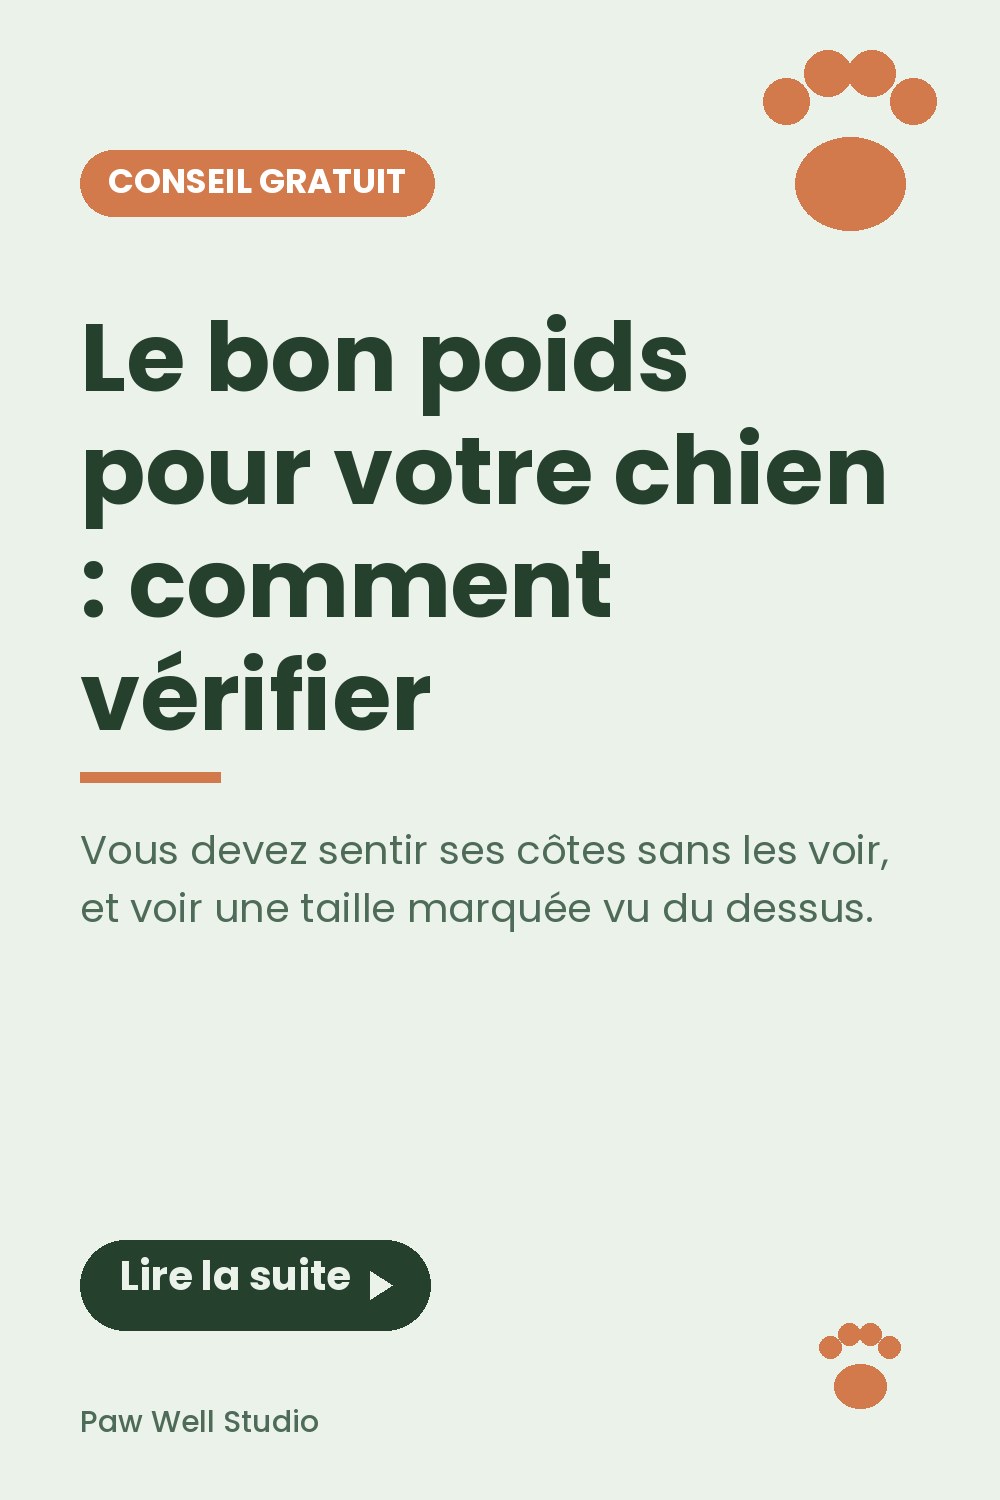 CONSEIL GRATUIT
Le bon poids
pour votre chien
: comment
vérifier
Vous devez sentir ses côtes sans les voir,
et voir une taille marquée vu du dessus.
Lire la suite
Paw Well Studio